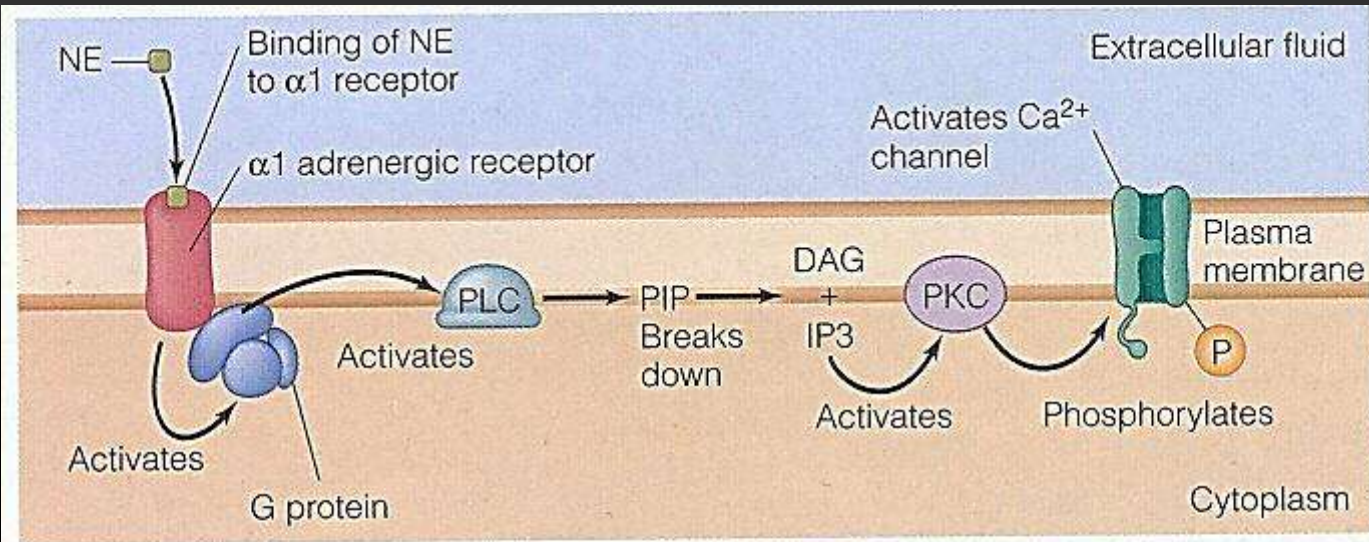 NE
Binding of NE
to α1 receptor
α1 adrenergic receptor
Extracellular fluid
Activates Ca²⁺
channel
Plasma
membrane
PLC
PIP
Breaks
down
DAG
+
IP3
PKC
P
Activates
Activates
Activates
Phosphorylates
G protein
Cytoplasm